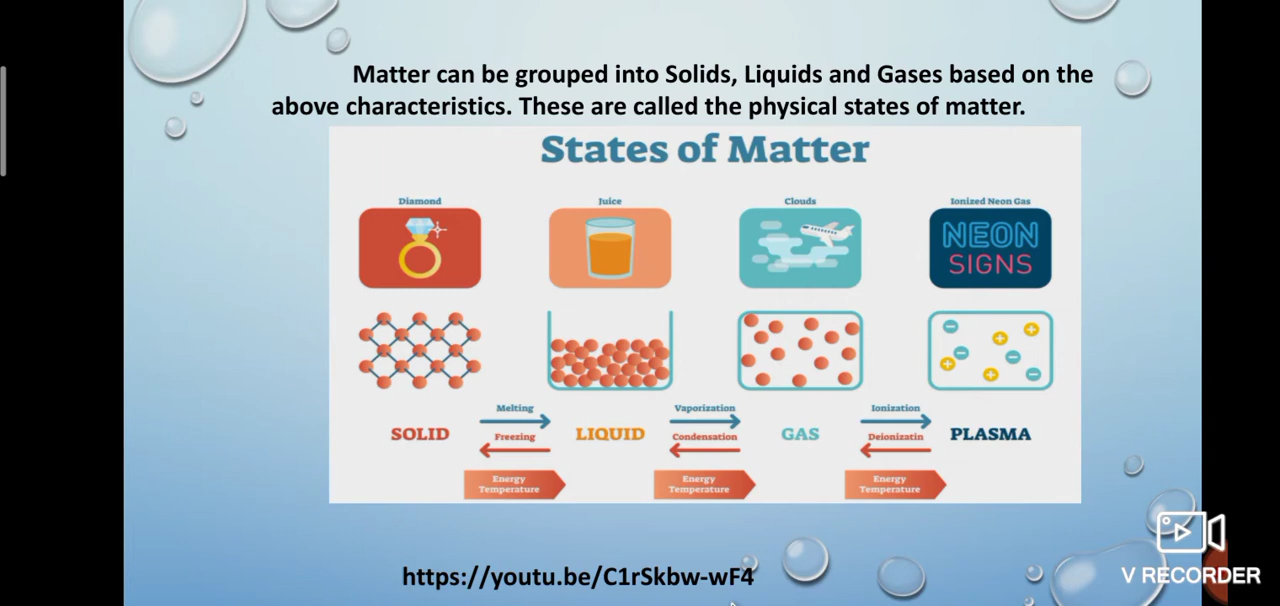 Matter can be grouped into Solids, Liquids and Gases based on the
above characteristics. These are called the physical states of matter.
States of Matter
Diamond
Juice
Clouds
Ionized Neon Gas
NEON
SIGNS
Melting
Vaporization
Ionization
SOLID
LIQUID
GAS
PLASMA
Freezing
Condensation
Deionizatin
Energy
Temperature
Energy
Temperature
Energy
Temperature
https://youtu.be/C1rSkbw-wF4
V RECORDER